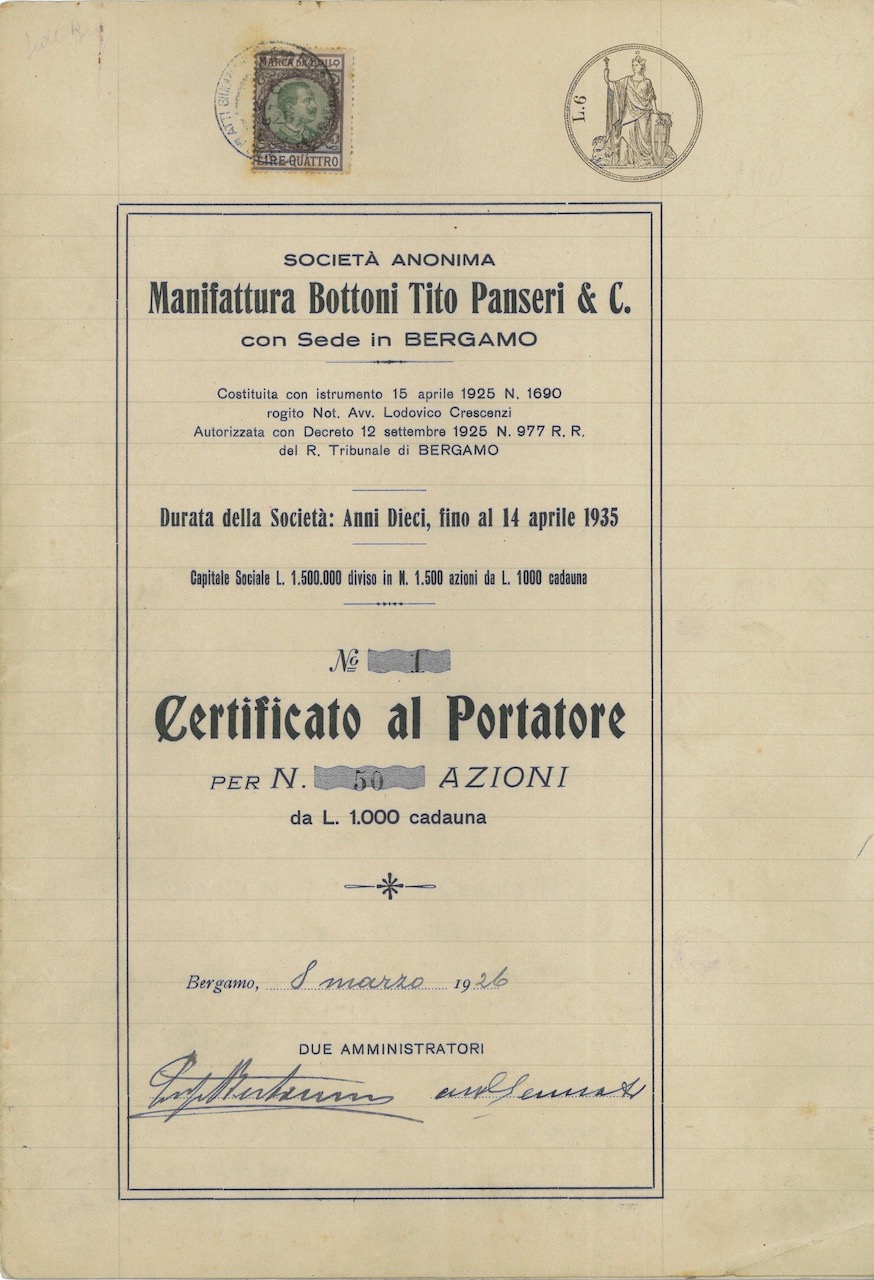 MARCA DA BOLLO
LIRE QUATTRO
L. 6
SOCIETÀ ANONIMA
Manifattura Bottoni Tito Panseri & C.
con Sede in BERGAMO
Costituita con istrumento 15 aprile 1925 N. 1690
rogito Not. Avv. Lodovico Crescenzi
Autorizzata con Decreto 12 settembre 1925 N. 977 R. R.
del R. Tribunale di BERGAMO
Durata della Società: Anni Dieci, fino al 14 aprile 1935
Capitale Sociale L. 1.500.000 diviso in N. 1.500 azioni da L. 1000 cadauna
No 1
Certificato al Portatore
PER N. 50 AZIONI
da L. 1.000 cadauna
Bergamo, 8 marzo 1926
DUE AMMINISTRATORI